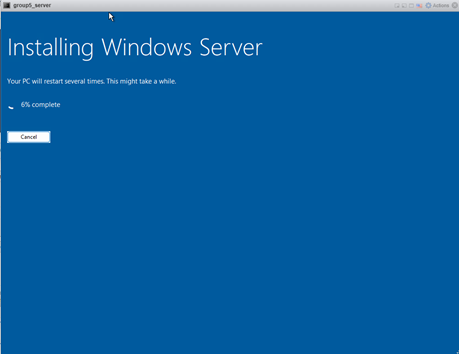 group5_server
Actions
Installing Windows Server
Your PC will restart several times. This might take a while.
6% complete
Cancel